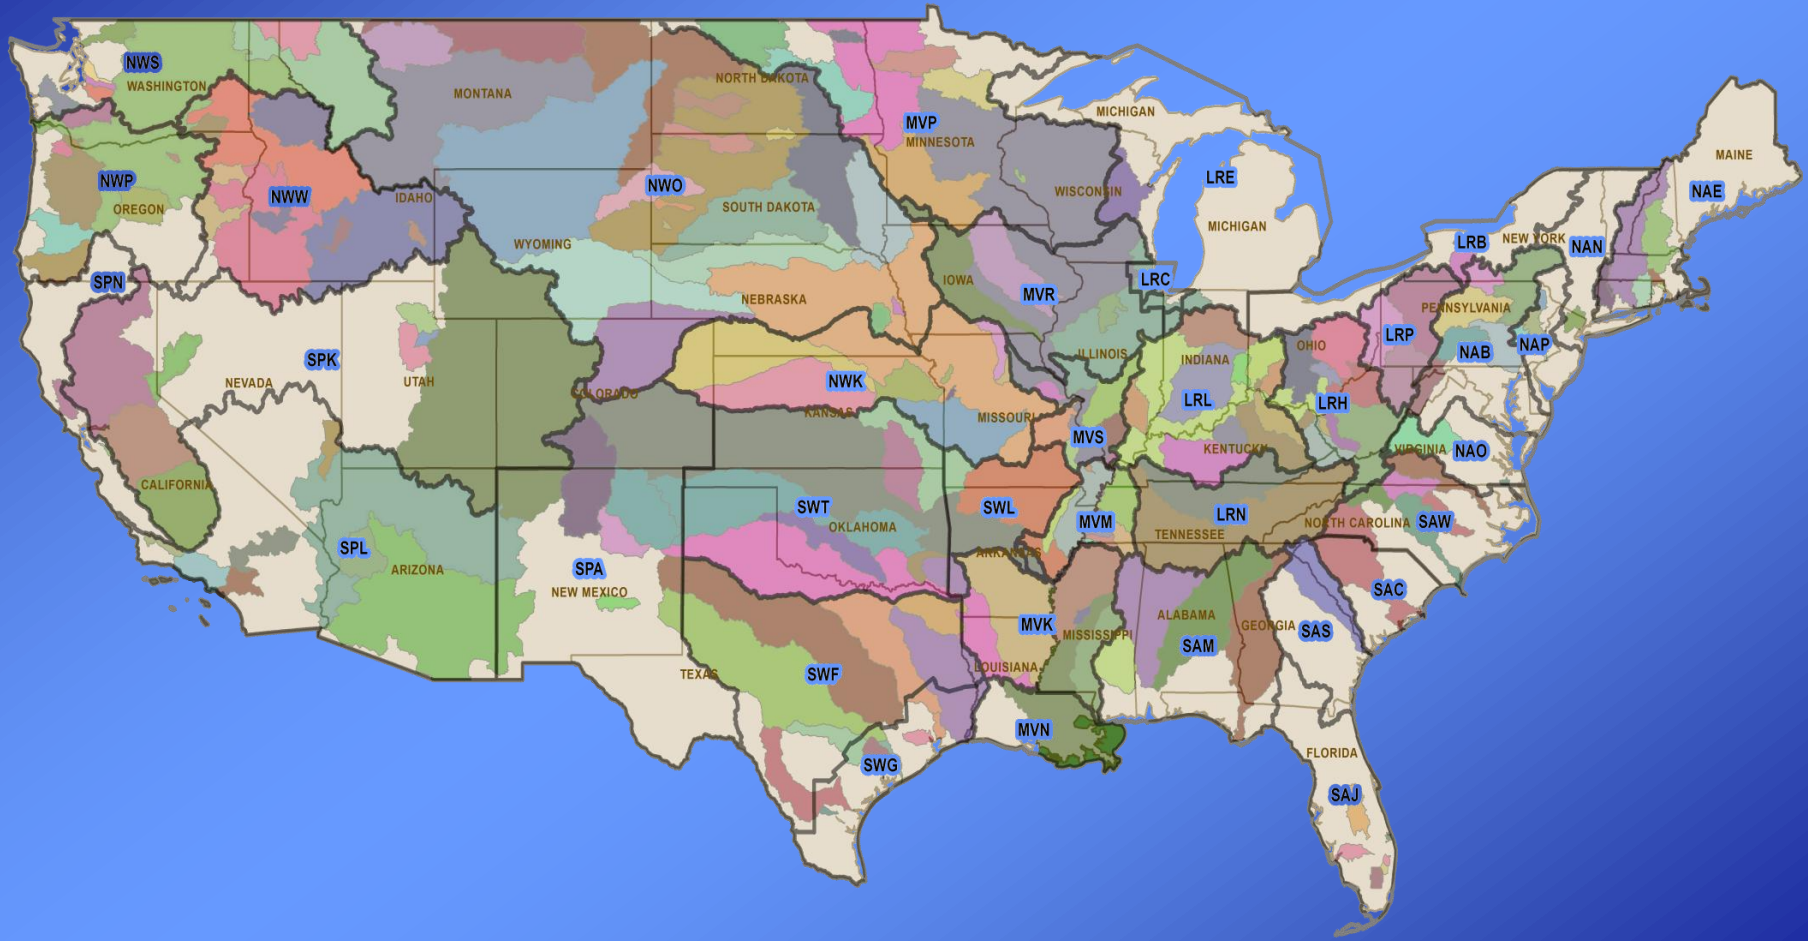 NWS
WASHINGTON
MONTANA
NORTH DAKOTA
MVP
MINNESOTA
MICHIGAN
MAINE
NWP
OREGON
NWW
IDAHO
NWO
SOUTH DAKOTA
WISCONSIN
LRE
MICHIGAN
NAE
WYOMING
LRB
NEW YORK
NAN
SPN
IOWA
MVR
LRC
NEBRASKA
PENNSYLVANIA
SPK
NEVADA
UTAH
COLORADO
NWK
KANSAS
MISSOURI
ILLINOIS
INDIANA
OHIO
LRP
NAB
NAP
LRL
LRH
MVS
KENTUCKY
VIRGINIA
NAO
CALIFORNIA
SPL
ARIZONA
SPA
NEW MEXICO
SWT
OKLAHOMA
SWL
ARKANSAS
MVM
LRN
TENNESSEE
NORTH CAROLINA
SAW
SAC
MVK
MISSISSIPPI
ALABAMA
SAM
GEORGIA
SAS
TEXAS
SWF
LOUISIANA
MVN
SWG
FLORIDA
SAJ